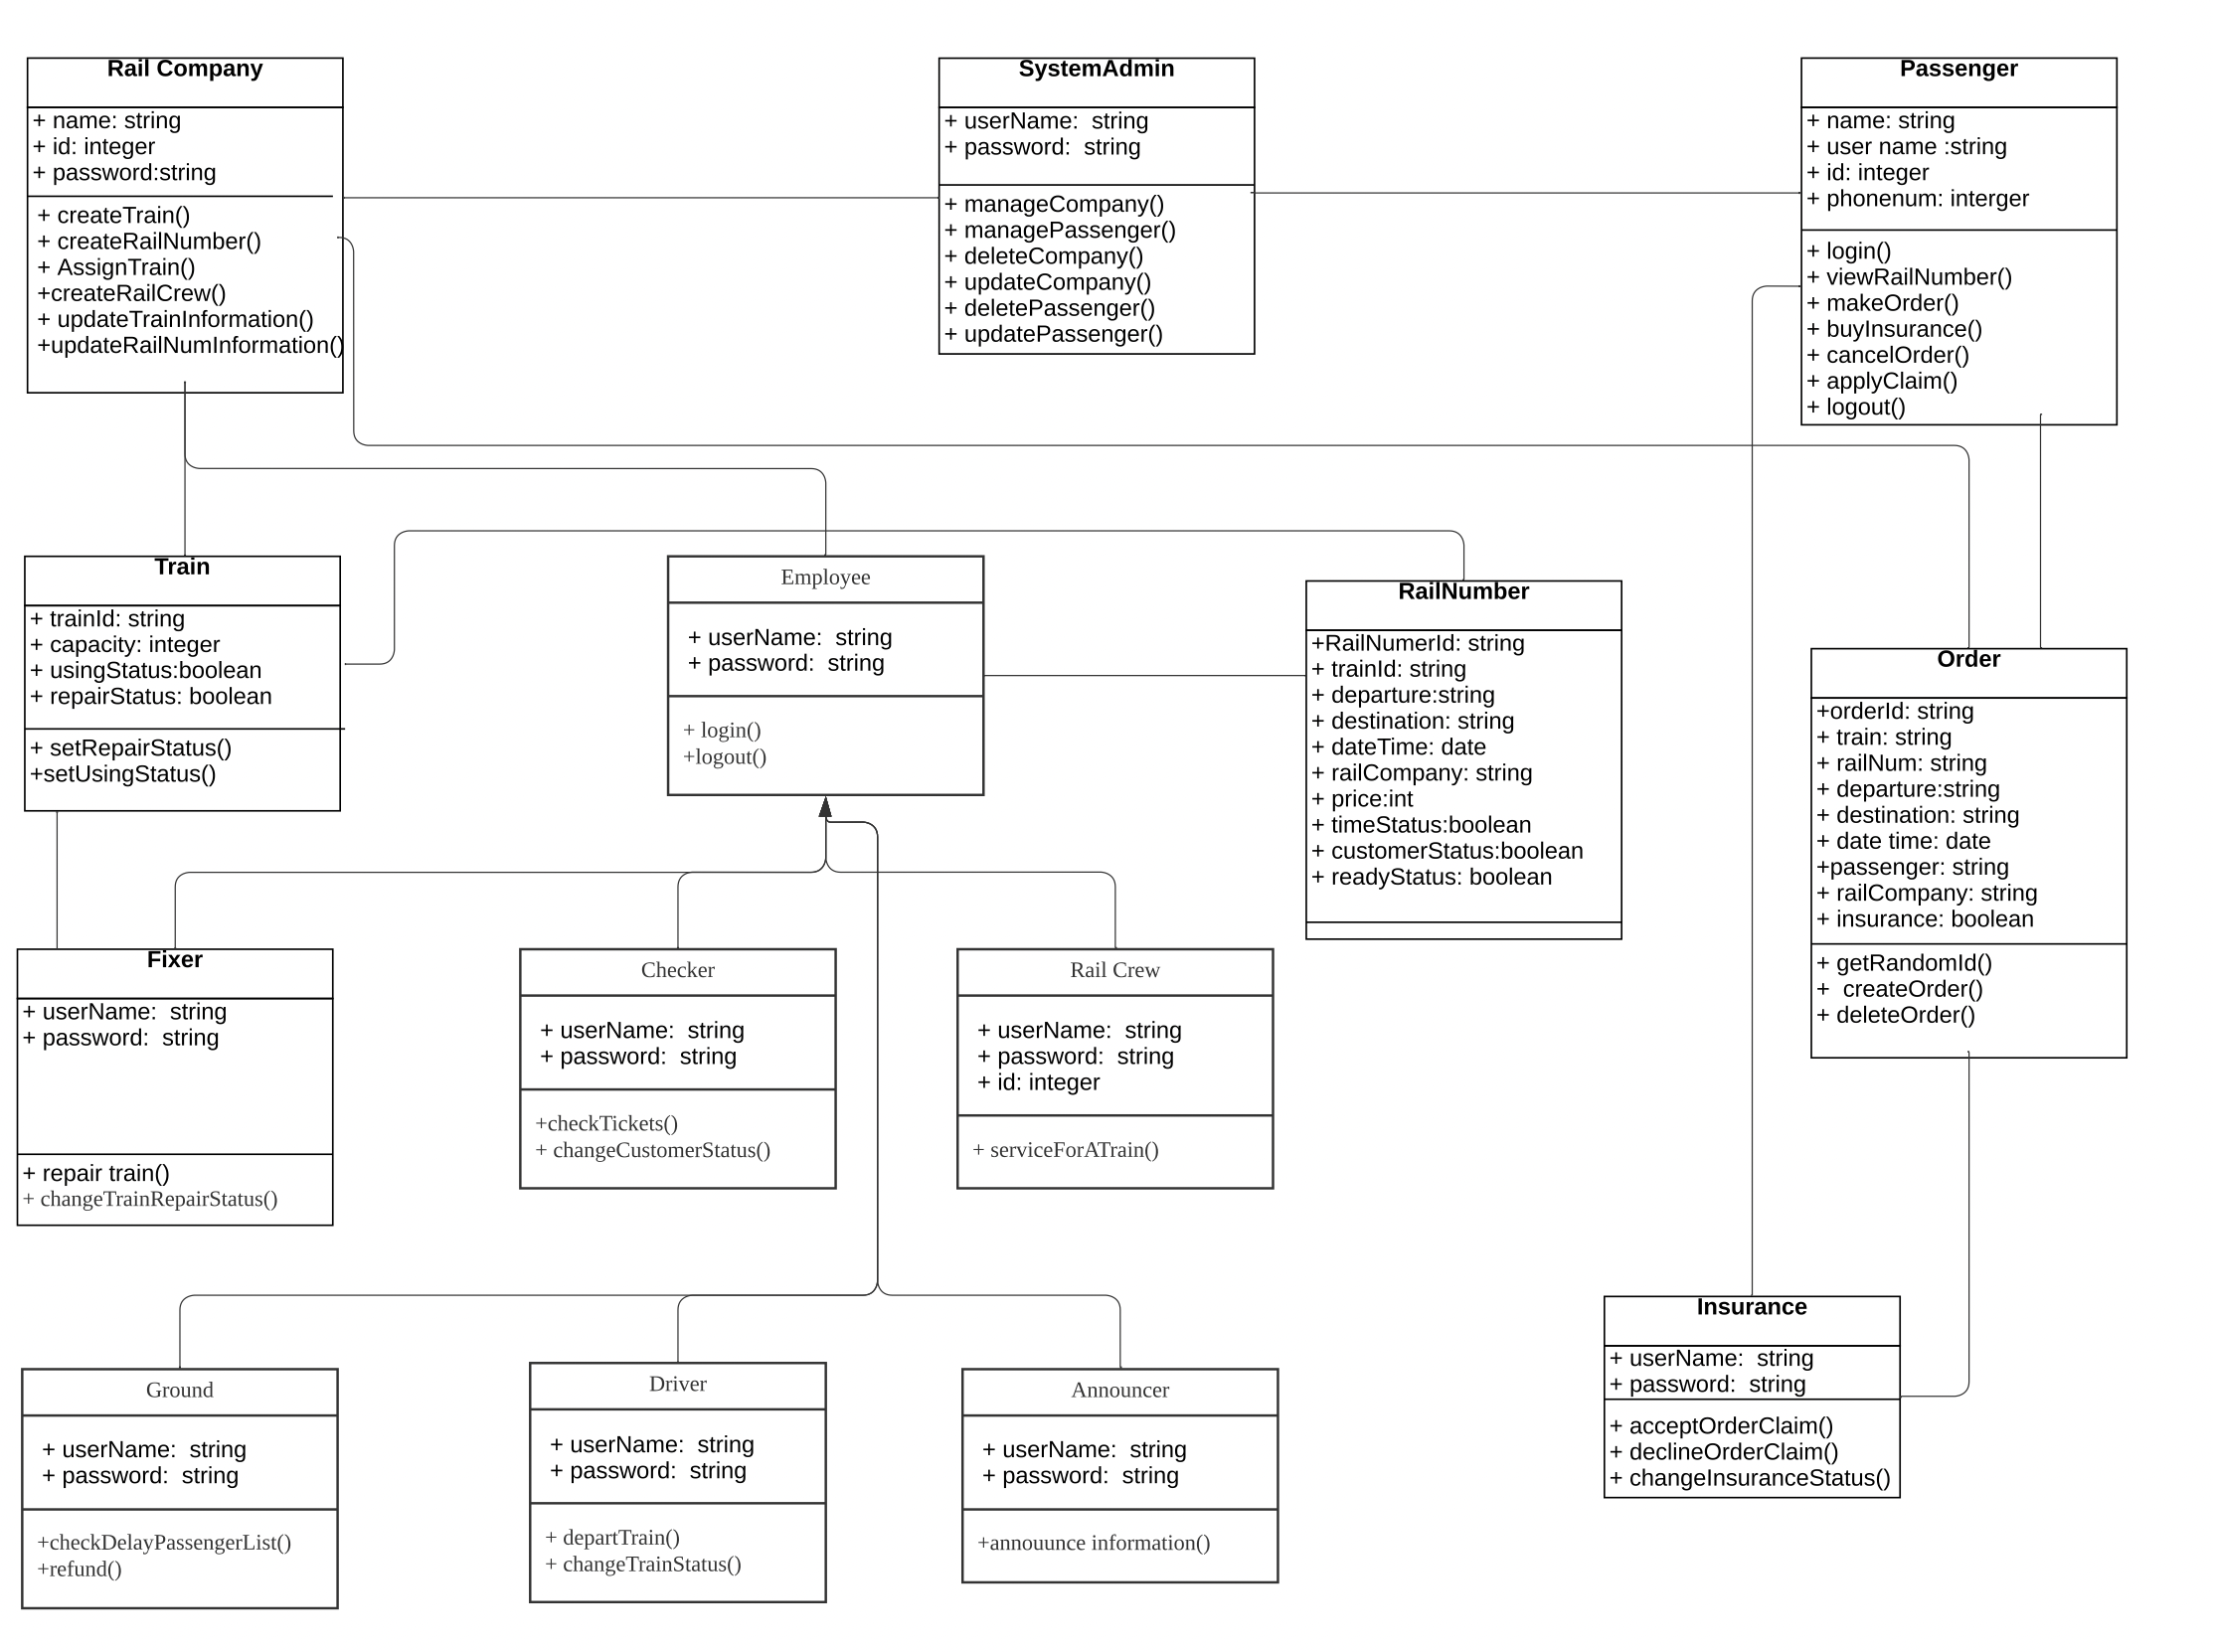 Rail Company
+ name: string
+ id: integer
+ password:string
+ createTrain()
+ createRailNumber()
+ AssignTrain()
+createRailCrew()
+ updateTrainInformation()
+updateRailNumInformation()
SystemAdmin
+ userName:  string
+ password:  string
+ manageCompany()
+ managePassenger()
+ deleteCompany()
+ updateCompany()
+ deletePassenger()
+ updatePassenger()
Passenger
+ name: string
+ user name :string
+ id: integer
+ phonenum: interger
+ login()
+ viewRailNumber()
+ makeOrder()
+ buyInsurance()
+ cancelOrder()
+ applyClaim()
+ logout()
Train
+ trainId: string
+ capacity: integer
+ usingStatus:boolean
+ repairStatus: boolean
+ setRepairStatus()
+setUsingStatus()
Employee
+ userName:  string
+ password:  string
+ login()
+logout()
RailNumber
+RailNumerId: string
+ trainId: string
+ departure:string
+ destination: string
+ dateTime: date
+ railCompany: string
+ price:int
+ timeStatus:boolean
+ customerStatus:boolean
+ readyStatus: boolean
Order
+orderId: string
+ train: string
+ railNum: string
+ departure:string
+ destination: string
+ date time: date
+passenger: string
+ railCompany: string
+ insurance: boolean
+ getRandomId()
+  createOrder()
+ deleteOrder()
Fixer
+ userName:  string
+ password:  string
+ repair train()
+ changeTrainRepairStatus()
Checker
+ userName:  string
+ password:  string
+checkTickets()
+ changeCustomerStatus()
Rail Crew
+ userName:  string
+ password:  string
+ id: integer
+ serviceForATrain()
Ground
+ userName:  string
+ password:  string
+checkDelayPassengerList()
+refund()
Driver
+ userName:  string
+ password:  string
+ departTrain()
+ changeTrainStatus()
Announcer
+ userName:  string
+ password:  string
+annouunce information()
Insurance
+ userName:  string
+ password:  string
+ acceptOrderClaim()
+ declineOrderClaim()
+ changeInsuranceStatus()